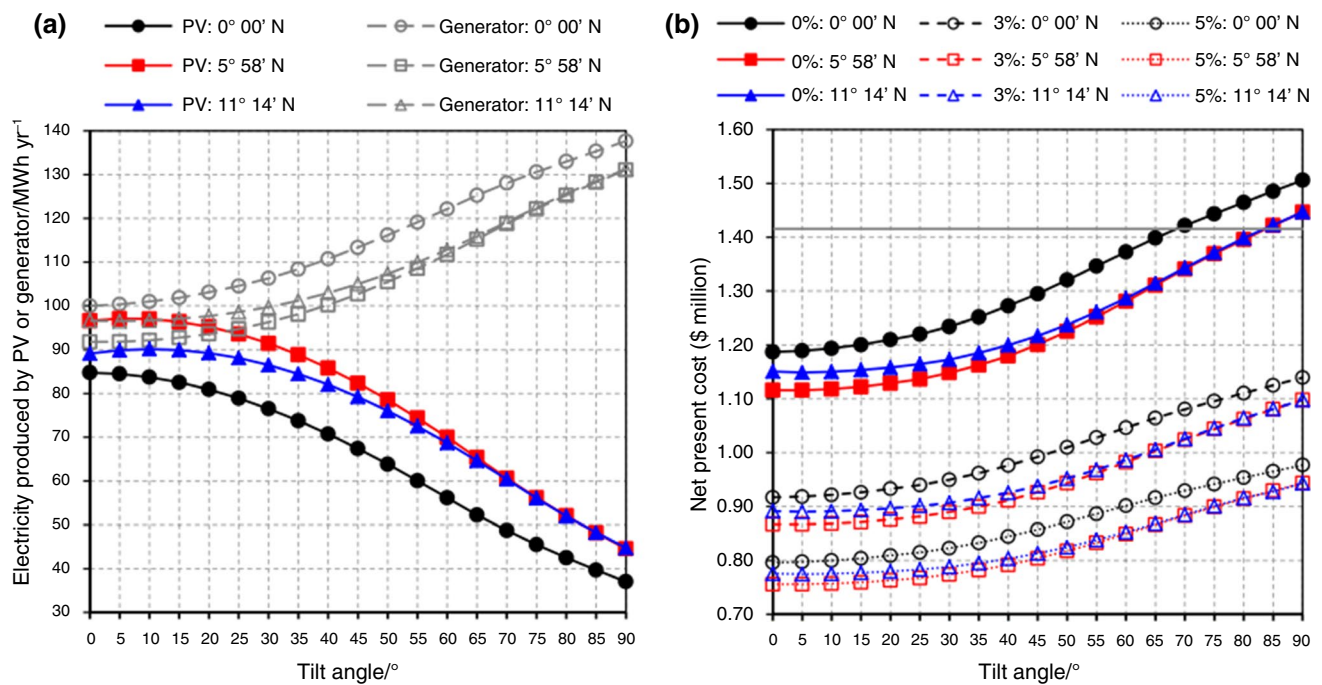 (a)
PV: 0° 00' N
Generator: 0° 00' N
PV: 5° 58' N
Generator: 5° 58' N
PV: 11° 14' N
Generator: 11° 14' N
Electricity produced by PV or generator/MWh yr⁻¹
140
130
120
110
100
90
80
70
60
50
40
30
0 5 10 15 20 25 30 35 40 45 50 55 60 65 70 75 80 85 90
Tilt angle/°
(b)
0%: 0° 00' N
3%: 0° 00' N
5%: 0° 00' N
0%: 5° 58' N
3%: 5° 58' N
5%: 5° 58' N
0%: 11° 14' N
3%: 11° 14' N
5%: 11° 14' N
Net present cost ($ million)
1.60
1.50
1.40
1.30
1.20
1.10
1.00
0.90
0.80
0.70
0 5 10 15 20 25 30 35 40 45 50 55 60 65 70 75 80 85 90
Tilt angle/°